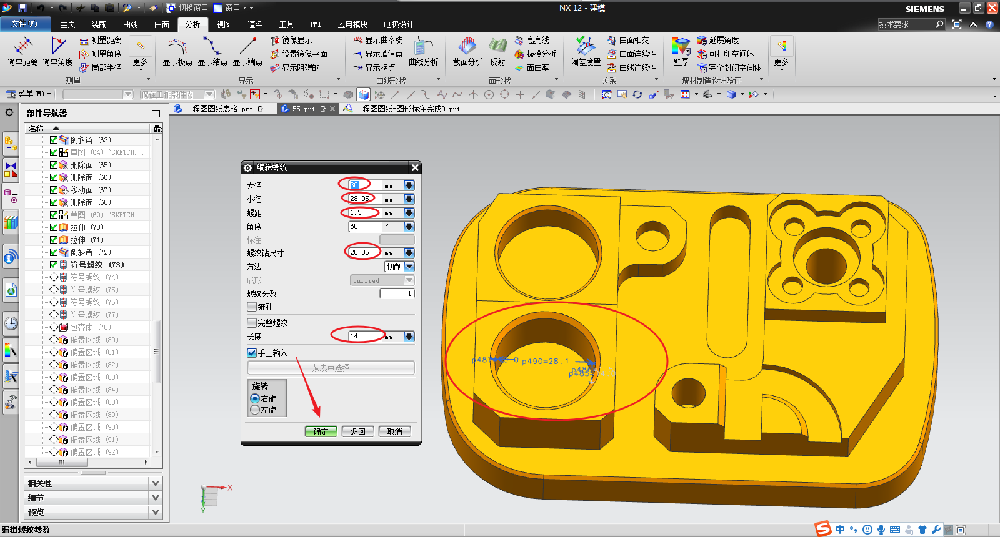 切换窗口 窗口
NX 12 - 建模
SIEMENS
文件(F) 主页 装配 曲线 曲面 分析 视图 渲染 工具 PMI 应用模块 电极设计
技术要求
简单距离 简单角度 测量距离 测量角度 局部半径 更多
测量
显示极点 显示结点 显示端点 镜像显示 设置镜像平面... 显示阻碍的
显示
显示曲率梳 显示峰值点 显示拐点 曲线分析
曲线形状
截面分析 反射 高亮线 拔模分析 面曲率
面形状
偏差度量 曲面相交 曲面连续性 曲线连续性
关系
壁厚 延展角度 可打印空间体 完全封闭空间体
增材制造设计验证
更多
菜单(M) 仅在工作部件内
工程图图纸表格.prt 55.prt 工程图图纸-图形标注完成0.prt
部件导航器
名称 最
倒斜角 (63)
草图 (64) "SKETCH...
删除面 (65)
删除面 (66)
移动面 (67)
删除面 (68)
草图 (69) "SKETCH...
拉伸 (70)
拉伸 (71)
倒斜角 (72)
符号螺纹 (73)
符号螺纹 (74)
符号螺纹 (75)
符号螺纹 (76)
符号螺纹 (77)
包容体 (78)
偏置区域 (80)
偏置区域 (81)
偏置区域 (82)
偏置区域 (83)
偏置区域 (84)
偏置区域 (88)
偏置区域 (89)
偏置区域 (90)
偏置区域 (91)
偏置区域 (92)
相关性
细节
预览
编辑螺纹
大径 30 mm
小径 28.05 mm
螺距 1.5 mm
角度 60 °
标注
螺纹钻尺寸 28.05 mm
方法 切削
成形 Unified
螺纹头数 1
锥孔
完整螺纹
长度 14 mm
手工输入
从表中选择
旋转
右旋
左旋
确定 返回 取消
p490=28.1
X
Y
编辑螺纹参数
中